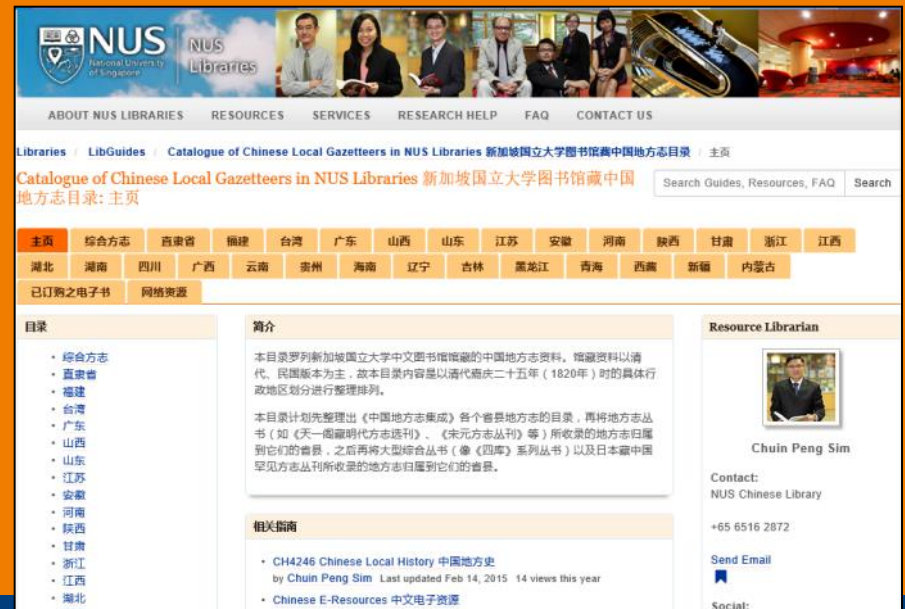 NUS
National University
of Singapore
NUS
Libraries
ABOUT NUS LIBRARIES RESOURCES SERVICES RESEARCH HELP FAQ CONTACT US
Libraries / LibGuides / Catalogue of Chinese Local Gazetteers in NUS Libraries 新加坡国立大学图书馆藏中国地方志目录 / 主页
Catalogue of Chinese Local Gazetteers in NUS Libraries 新加坡国立大学图书馆藏中国
地方志目录: 主页
Search Guides, Resources, FAQ Search
主页 综合方志 直隶省 福建 台湾 广东 山西 山东 江苏 安徽 河南 陕西 甘肃 浙江 江西
湖北 湖南 四川 广西 云南 贵州 海南 辽宁 吉林 黑龙江 青海 西藏 新疆 内蒙古
已订购之电子书 网络资源
目录
• 综合方志
• 直隶省
• 福建
• 台湾
• 广东
• 山西
• 山东
• 江苏
• 安徽
• 河南
• 陕西
• 甘肃
• 浙江
• 江西
• 湖北
简介
本目录罗列新加坡国立大学中文图书馆馆藏的中国地方志资料。馆藏资料以清
代、民国版本为主，故本目录内容是以清代嘉庆二十五年（1820年）时的具体行
政地区划分进行整理排列。
本目录计划先整理出《中国地方志集成》各个省县地方志的目录，再将地方志丛
书（如《天一阁藏明代方志选刊》、《宋元方志丛刊》等）所收录的地方志归属
到它们的省县，之后再将大型综合丛书（像《四库》系列丛书）以及日本藏中国
罕见方志丛刊所收录的地方志归属到它们的省县。
相关指南
• CH4246 Chinese Local History 中国地方史
by Chuin Peng Sim Last updated Feb 14, 2015 14 views this year
• Chinese E-Resources 中文电子资源
Resource Librarian
Chuin Peng Sim
Contact:
NUS Chinese Library
+65 6516 2872
Send Email
Social: